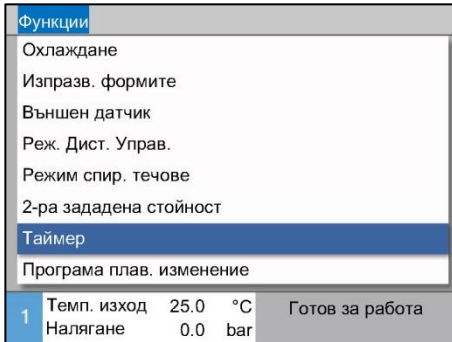 Функции
Охлаждане
Изпразв. формите
Външен датчик
Реж. Дист. Управ.
Режим спир. течове
2-ра зададена стойност
Таймер
Програма плав. изменение
1 Темп. изход 25.0 °C Готов за работа
Налягане 0.0 bar